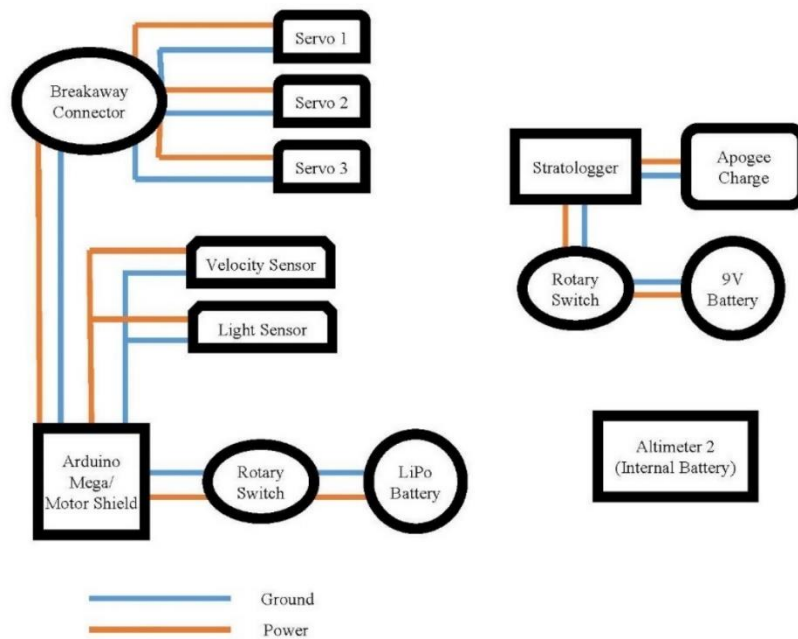 Breakaway
Connector
Servo 1
Servo 2
Servo 3
Velocity Sensor
Light Sensor
Arduino
Mega/
Motor Shield
Rotary
Switch
LiPo
Battery
Stratologger
Apogee
Charge
Rotary
Switch
9V
Battery
Altimeter 2
(Internal Battery)
Ground
Power